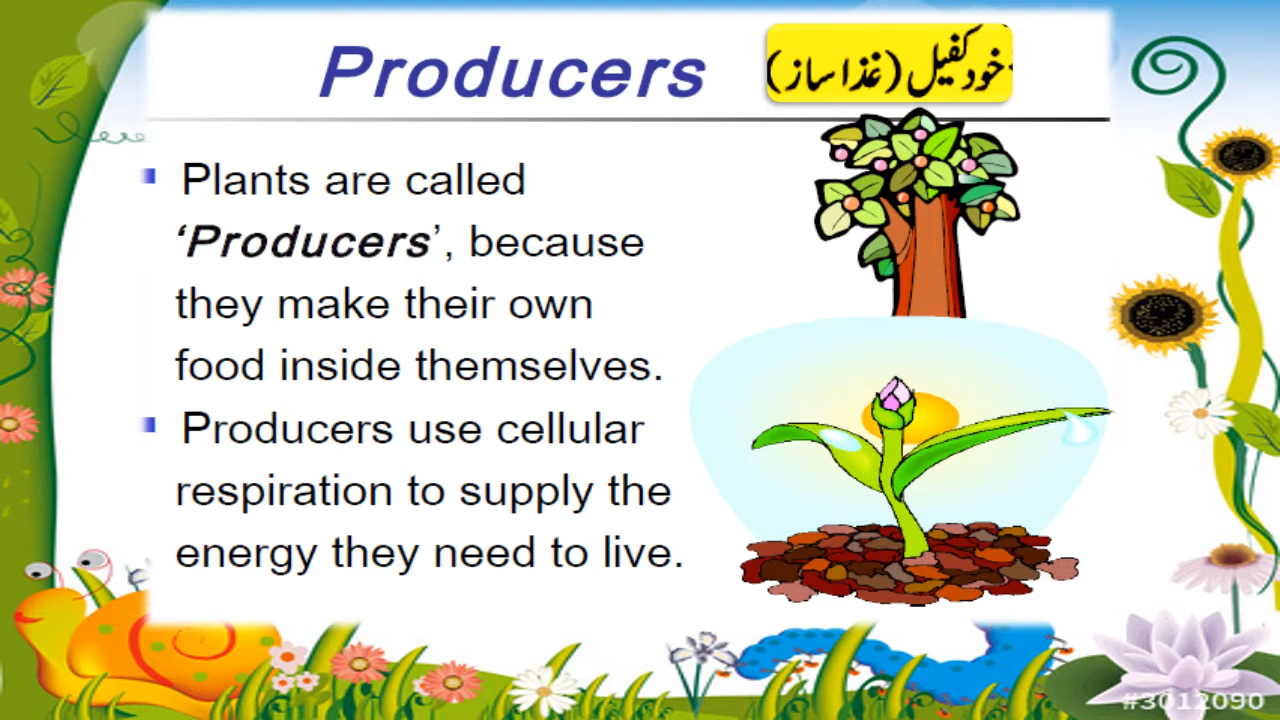 Producers
خود کفیل (غذا ساز)
Plants are called
‘Producers’, because
they make their own
food inside themselves.
Producers use cellular
respiration to supply the
energy they need to live.
#3012090